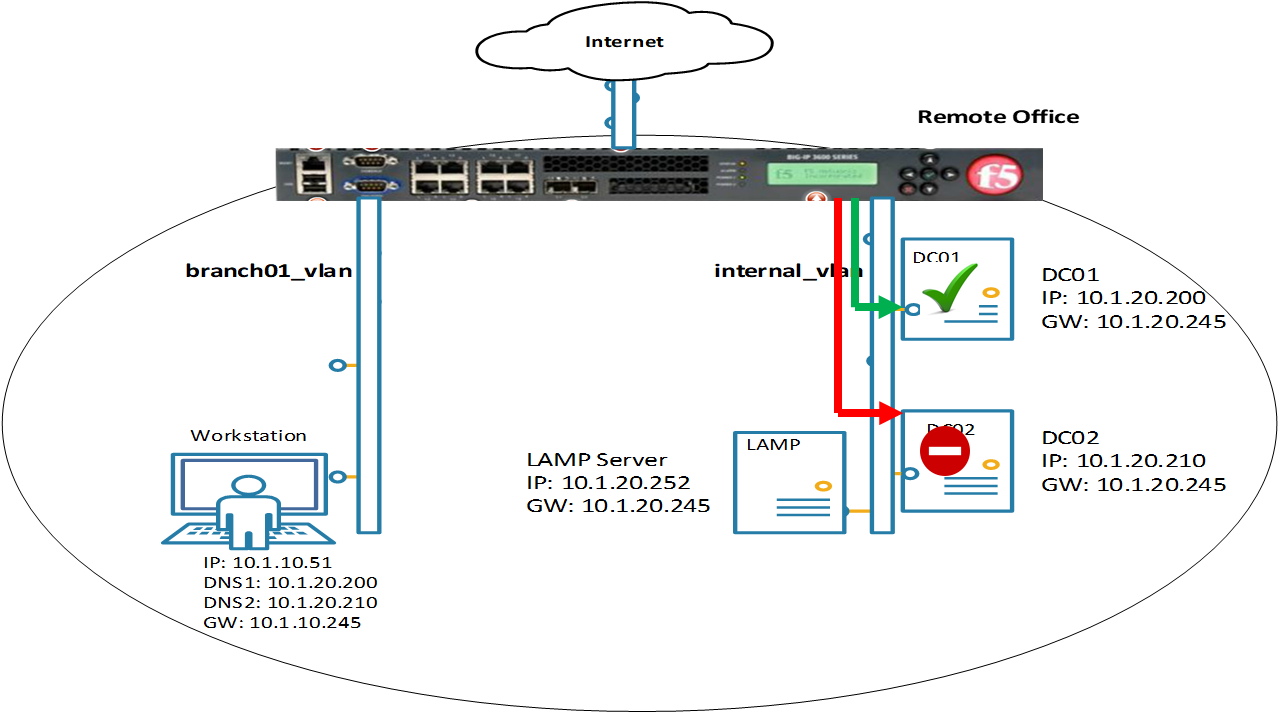 Internet
Remote Office
BIG-IP 3600 SERIES
f5
f5
branch01_vlan
internal_vlan
DC01
DC01
IP: 10.1.20.200
GW: 10.1.20.245
Workstation
LAMP
LAMP Server
IP: 10.1.20.252
GW: 10.1.20.245
DC02
DC02
IP: 10.1.20.210
GW: 10.1.20.245
IP: 10.1.10.51
DNS1: 10.1.20.200
DNS2: 10.1.20.210
GW: 10.1.10.245